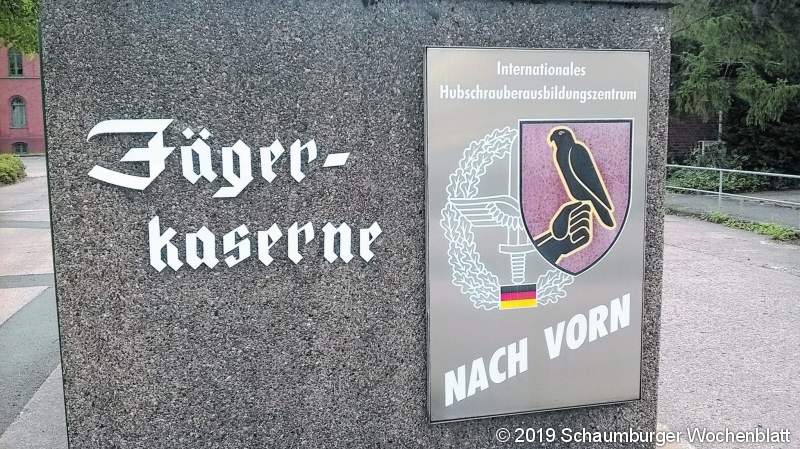 Jäger-
kaserne
Internationales
Hubschrauberausbildungszentrum
NACH VORN
© 2019 Schaumburger Wochenblatt